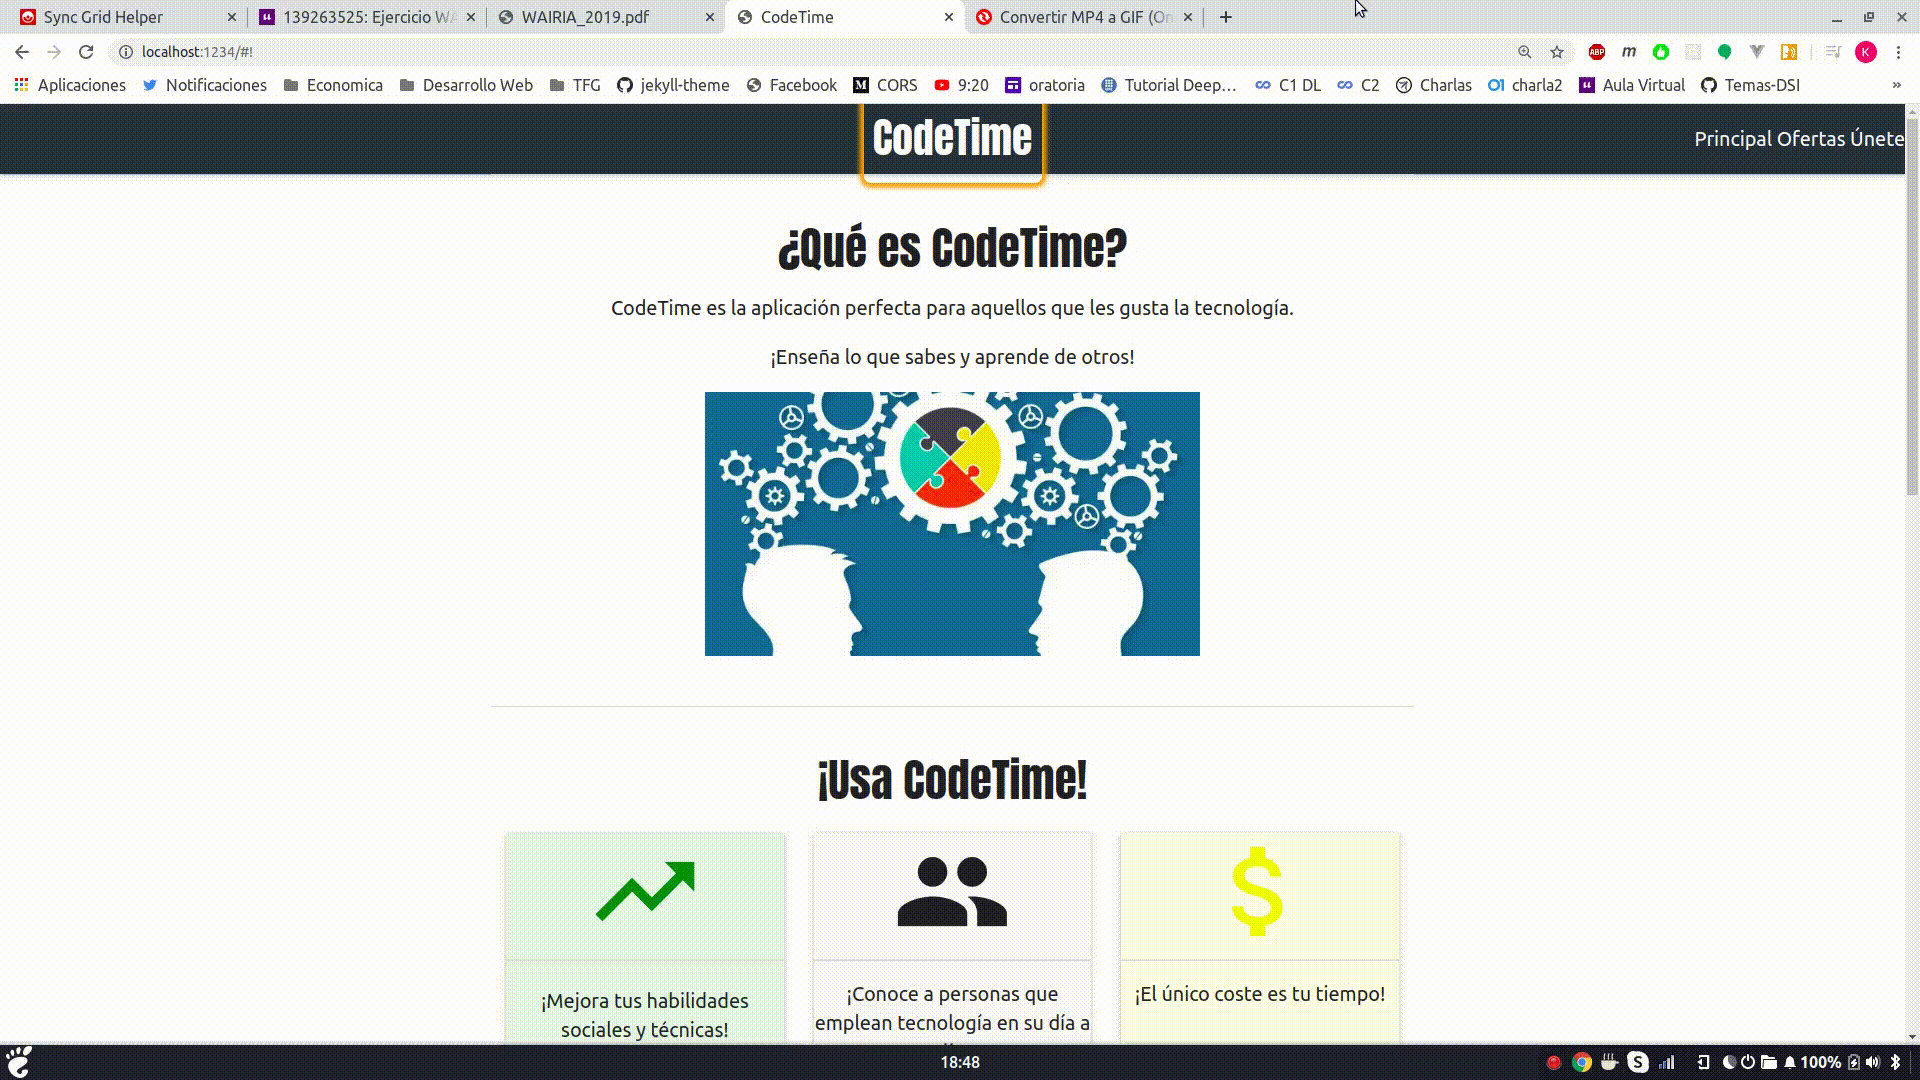 Sync Grid Helper
139263525: Ejercicio WA
WAIRIA_2019.pdf
CodeTime
Convertir MP4 a GIF (On
localhost:1234/#!
ABP
m
K
Aplicaciones
Notificaciones
Economica
Desarrollo Web
TFG
jekyll-theme
Facebook
CORS
9:20
oratoria
Tutorial Deep...
C1 DL
C2
Charlas
charla2
Aula Virtual
Temas-DSI
»
CodeTime
Principal Ofertas Únete
¿Qué es CodeTime?
CodeTime es la aplicación perfecta para aquellos que les gusta la tecnología.
¡Enseña lo que sabes y aprende de otros!
¡Usa CodeTime!
$
¡Mejora tus habilidades
sociales y técnicas!
¡Conoce a personas que
emplean tecnología en su día a
¡El único coste es tu tiempo!
18:48
100%